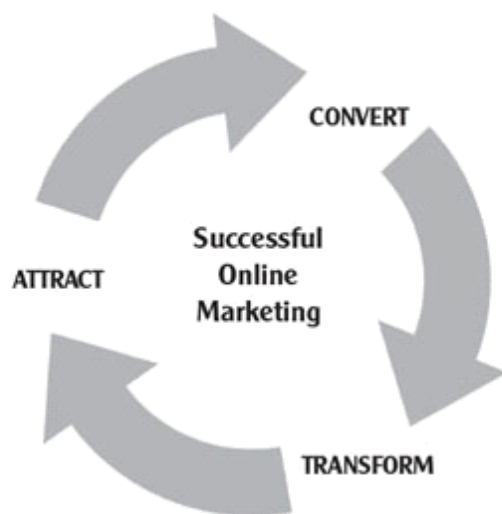 CONVERT
Successful
Online
Marketing
ATTRACT
TRANSFORM